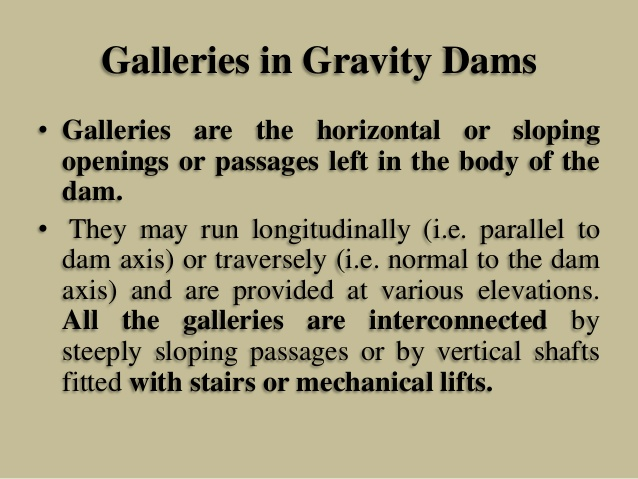 Galleries in Gravity Dams
• Galleries are the horizontal or sloping
openings or passages left in the body of the
dam.
• They may run longitudinally (i.e. parallel to
dam axis) or traversely (i.e. normal to the dam
axis) and are provided at various elevations.
All the galleries are interconnected by
steeply sloping passages or by vertical shafts
fitted with stairs or mechanical lifts.